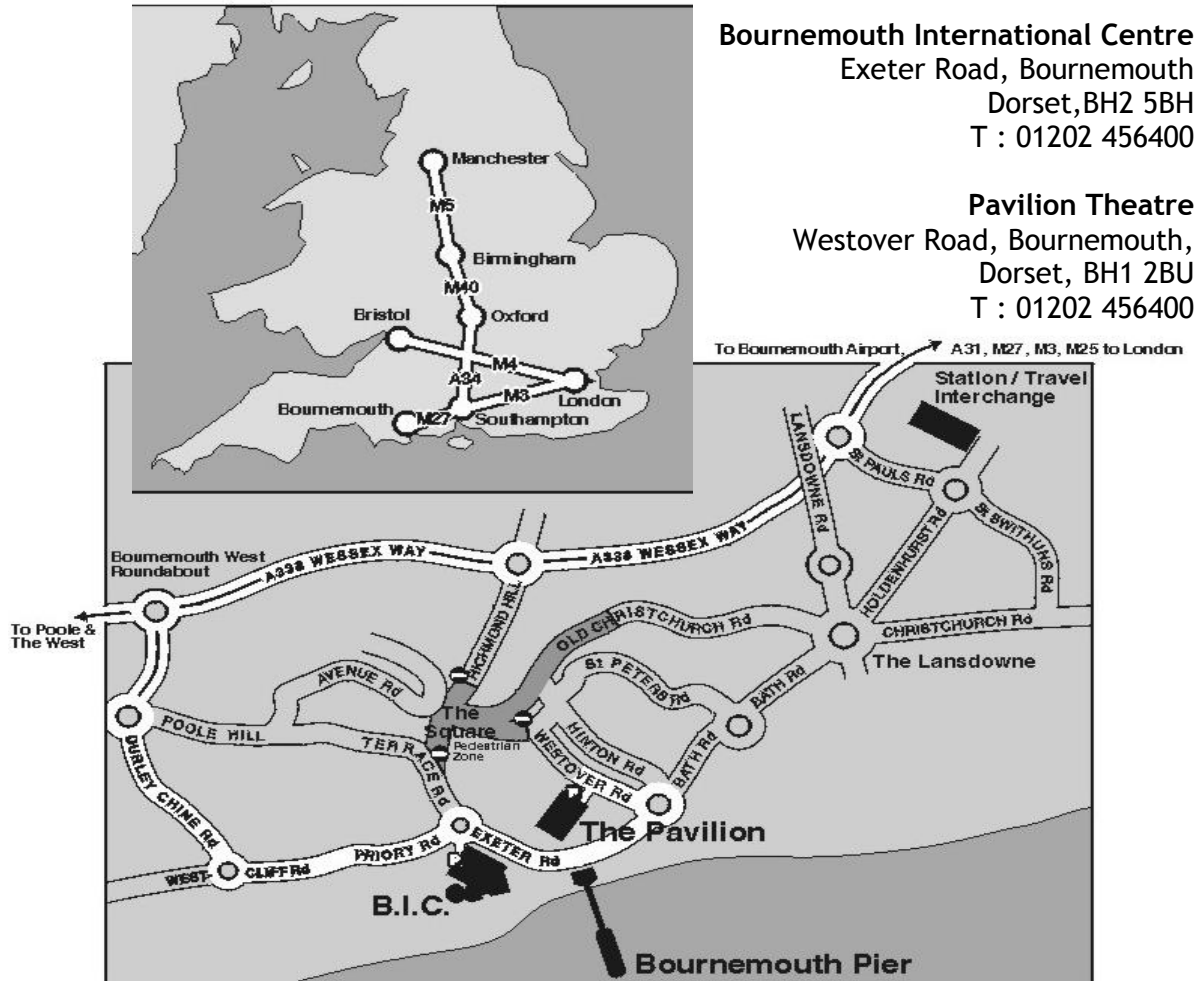 Bournemouth International Centre
Exeter Road, Bournemouth
Dorset,BH2 5BH
T : 01202 456400
Pavilion Theatre
Westover Road, Bournemouth,
Dorset, BH1 2BU
T : 01202 456400
Manchester
M5
Birmingham
M40
Oxford
Bristol
M4
A34
M3
London
Bournemouth
M27
Southampton
To Bournemouth Airport, A31, M27, M3, M25 to London
Station / Travel
Interchange
LANSDOWNE Rd
St PAULS Rd
HOLDENHURST Rd
St SWITHUNS Rd
Bournemouth West
Roundabout
A338 WESSEX WAY
A338 WESSEX WAY
To Poole &
The West
RICHMOND HILL
OLD CHRISTCHURCH Rd
CHRISTCHURCH Rd
The Lansdowne
AVENUE Rd
St PETERS Rd
BATH Rd
POOLE HILL
The
Square
Pedestrian
Zone
TERRACE Rd
HINTON Rd
WESTOVER Rd
BATH Rd
DURLEY CHINE Rd
P
The Pavilion
WEST CLIFF Rd
PRIORY Rd
EXETER Rd
P
B.I.C.
Bournemouth Pier